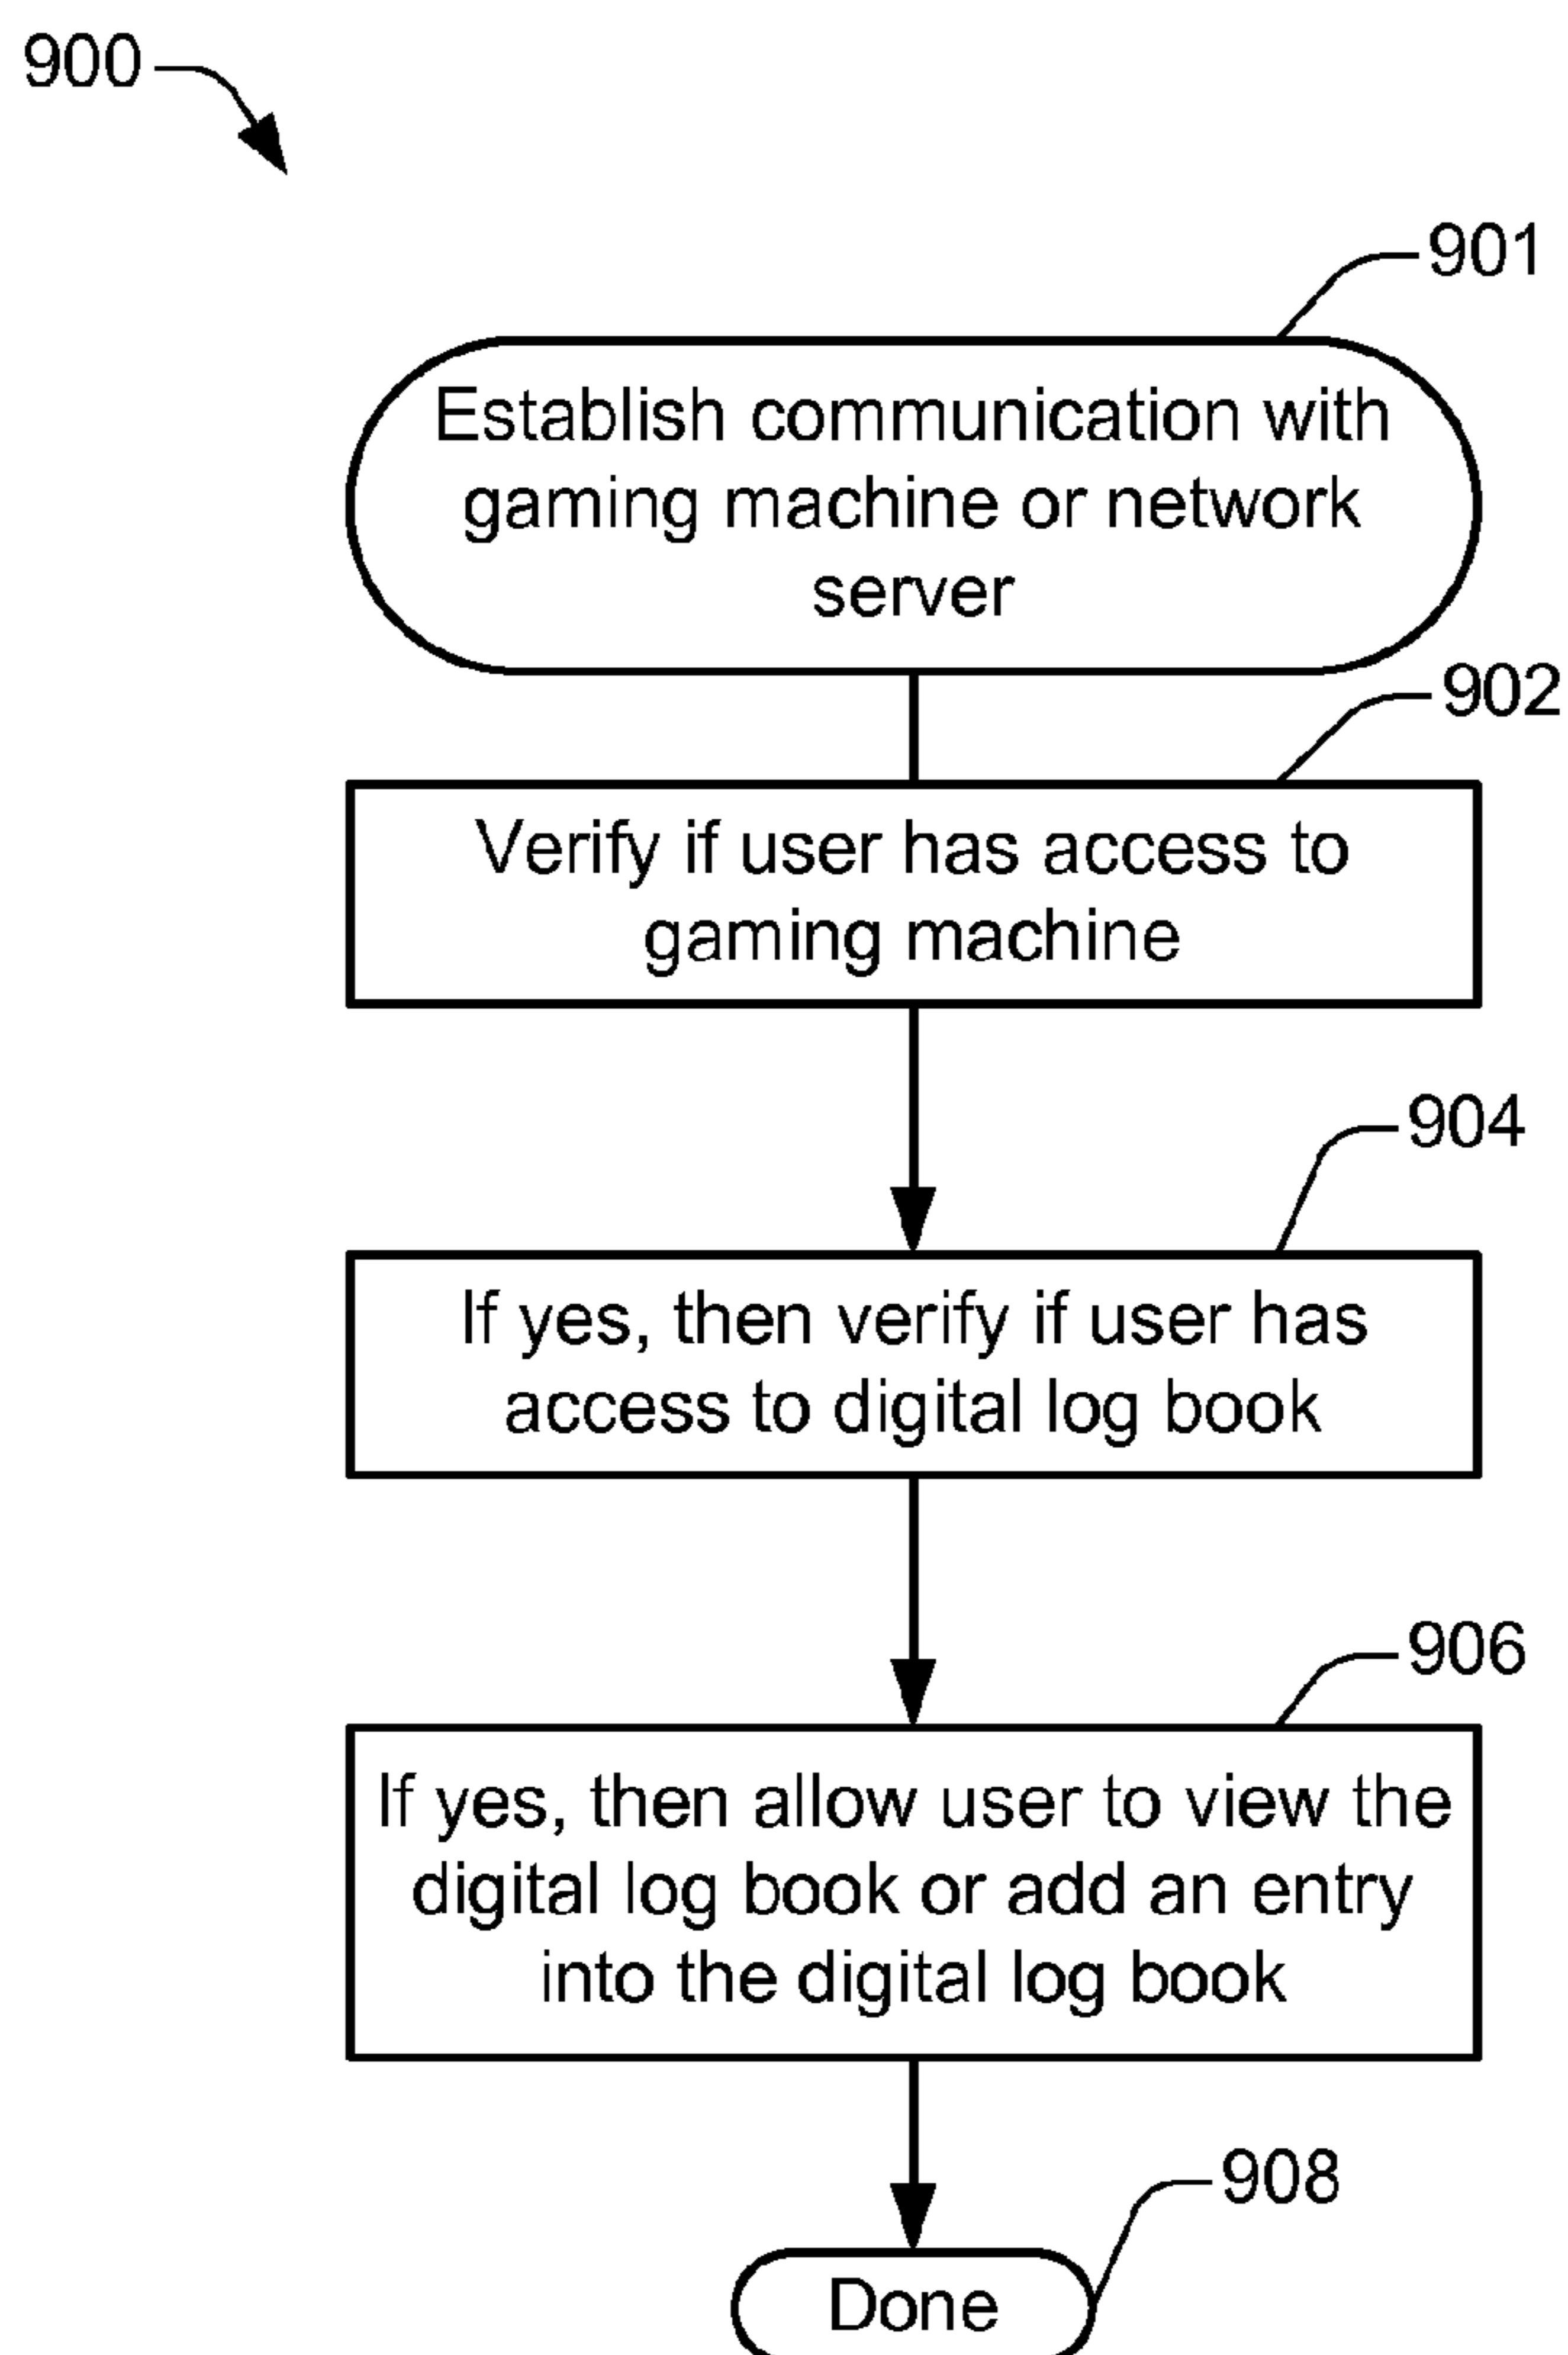 900
901
Establish communication with
gaming machine or network
server
902
Verify if user has access to
gaming machine
904
If yes, then verify if user has
access to digital log book
906
If yes, then allow user to view the
digital log book or add an entry
into the digital log book
908
Done